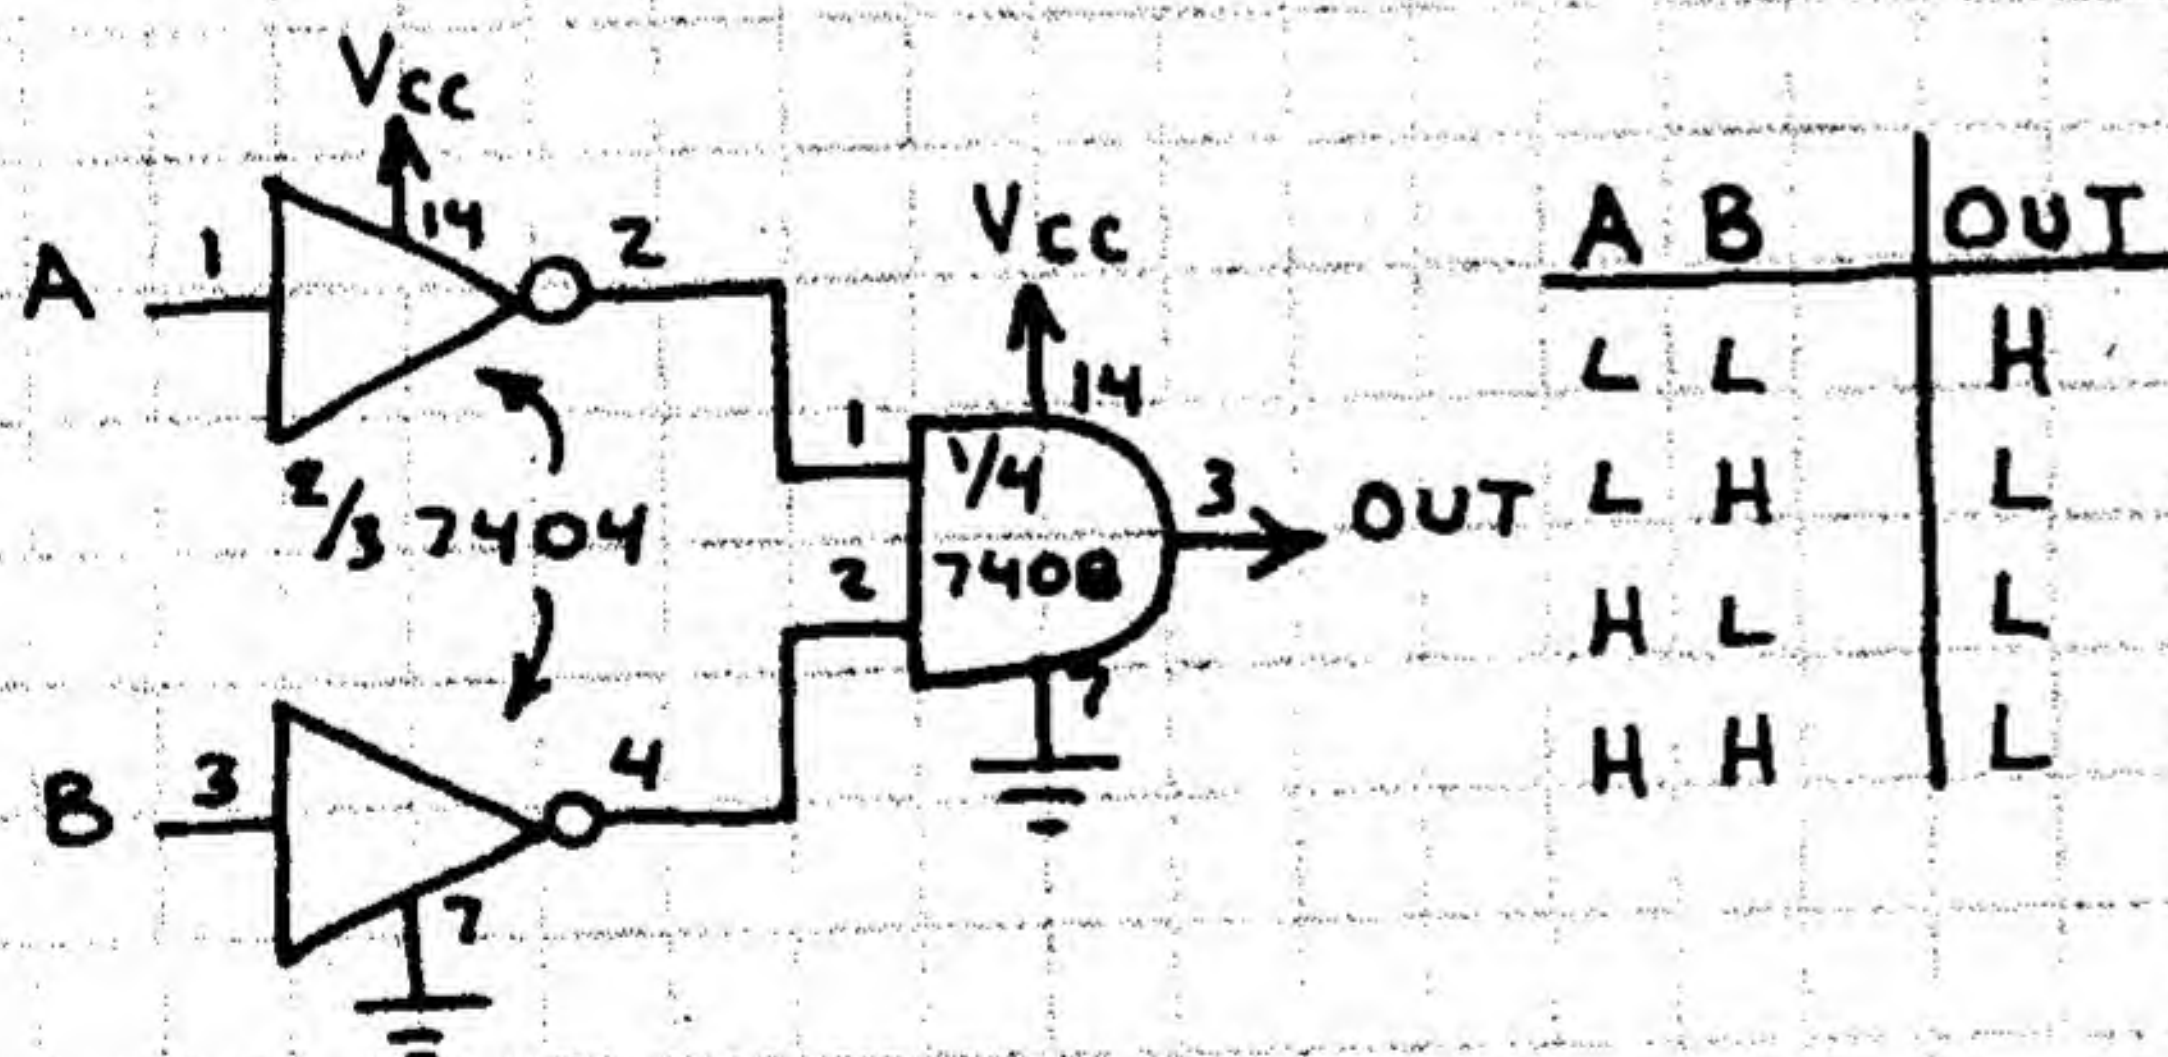 Vcc
14
A 1 2
Vcc
14
1
1/4
7408
2
3 OUT
7
2/3 7404
B 3 4
7
A B OUT
L L H
L H L
H L L
H H L